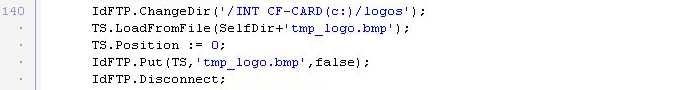 140 IdFTP.ChangeDir('/INT CF-CARD(c:)/logos');
TS.LoadFromFile(SelfDir+'tmp_logo.bmp');
TS.Position := 0;
IdFTP.Put(TS,'tmp_logo.bmp',false);
IdFTP.Disconnect;